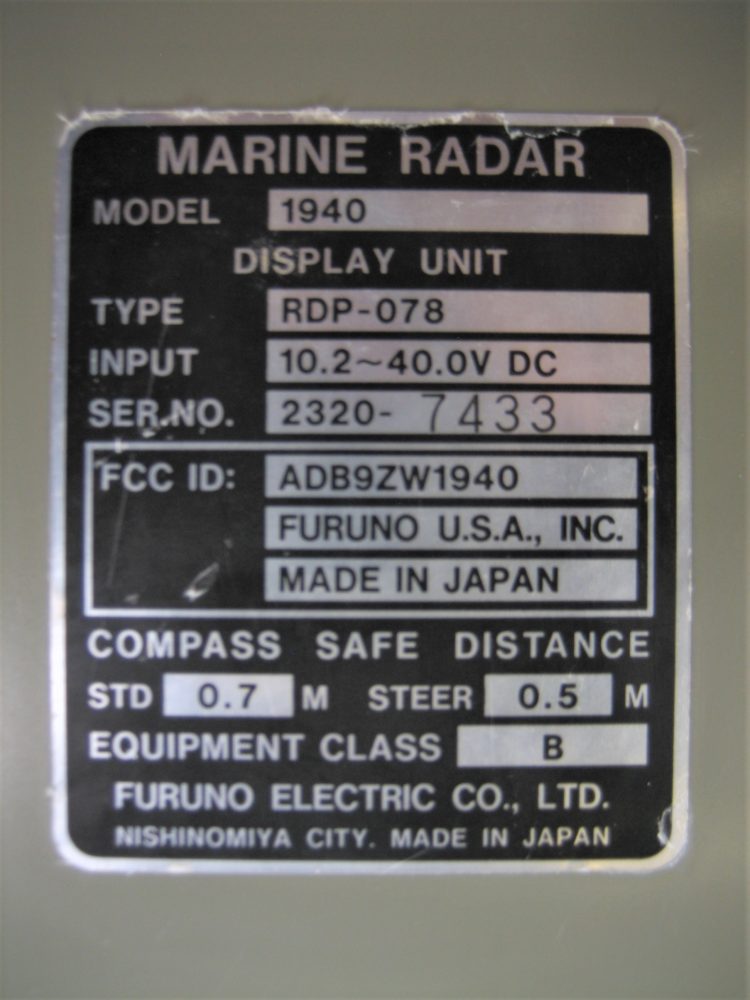 MARINE RADAR
MODEL 1940
DISPLAY UNIT
TYPE RDP-078
INPUT 10.2~40.0V DC
SER.NO. 2320- 7433
FCC ID: ADB9ZW1940
FURUNO U.S.A., INC.
MADE IN JAPAN
COMPASS SAFE DISTANCE
STD 0.7 M STEER 0.5 M
EQUIPMENT CLASS B
FURUNO ELECTRIC CO., LTD.
NISHINOMIYA CITY. MADE IN JAPAN